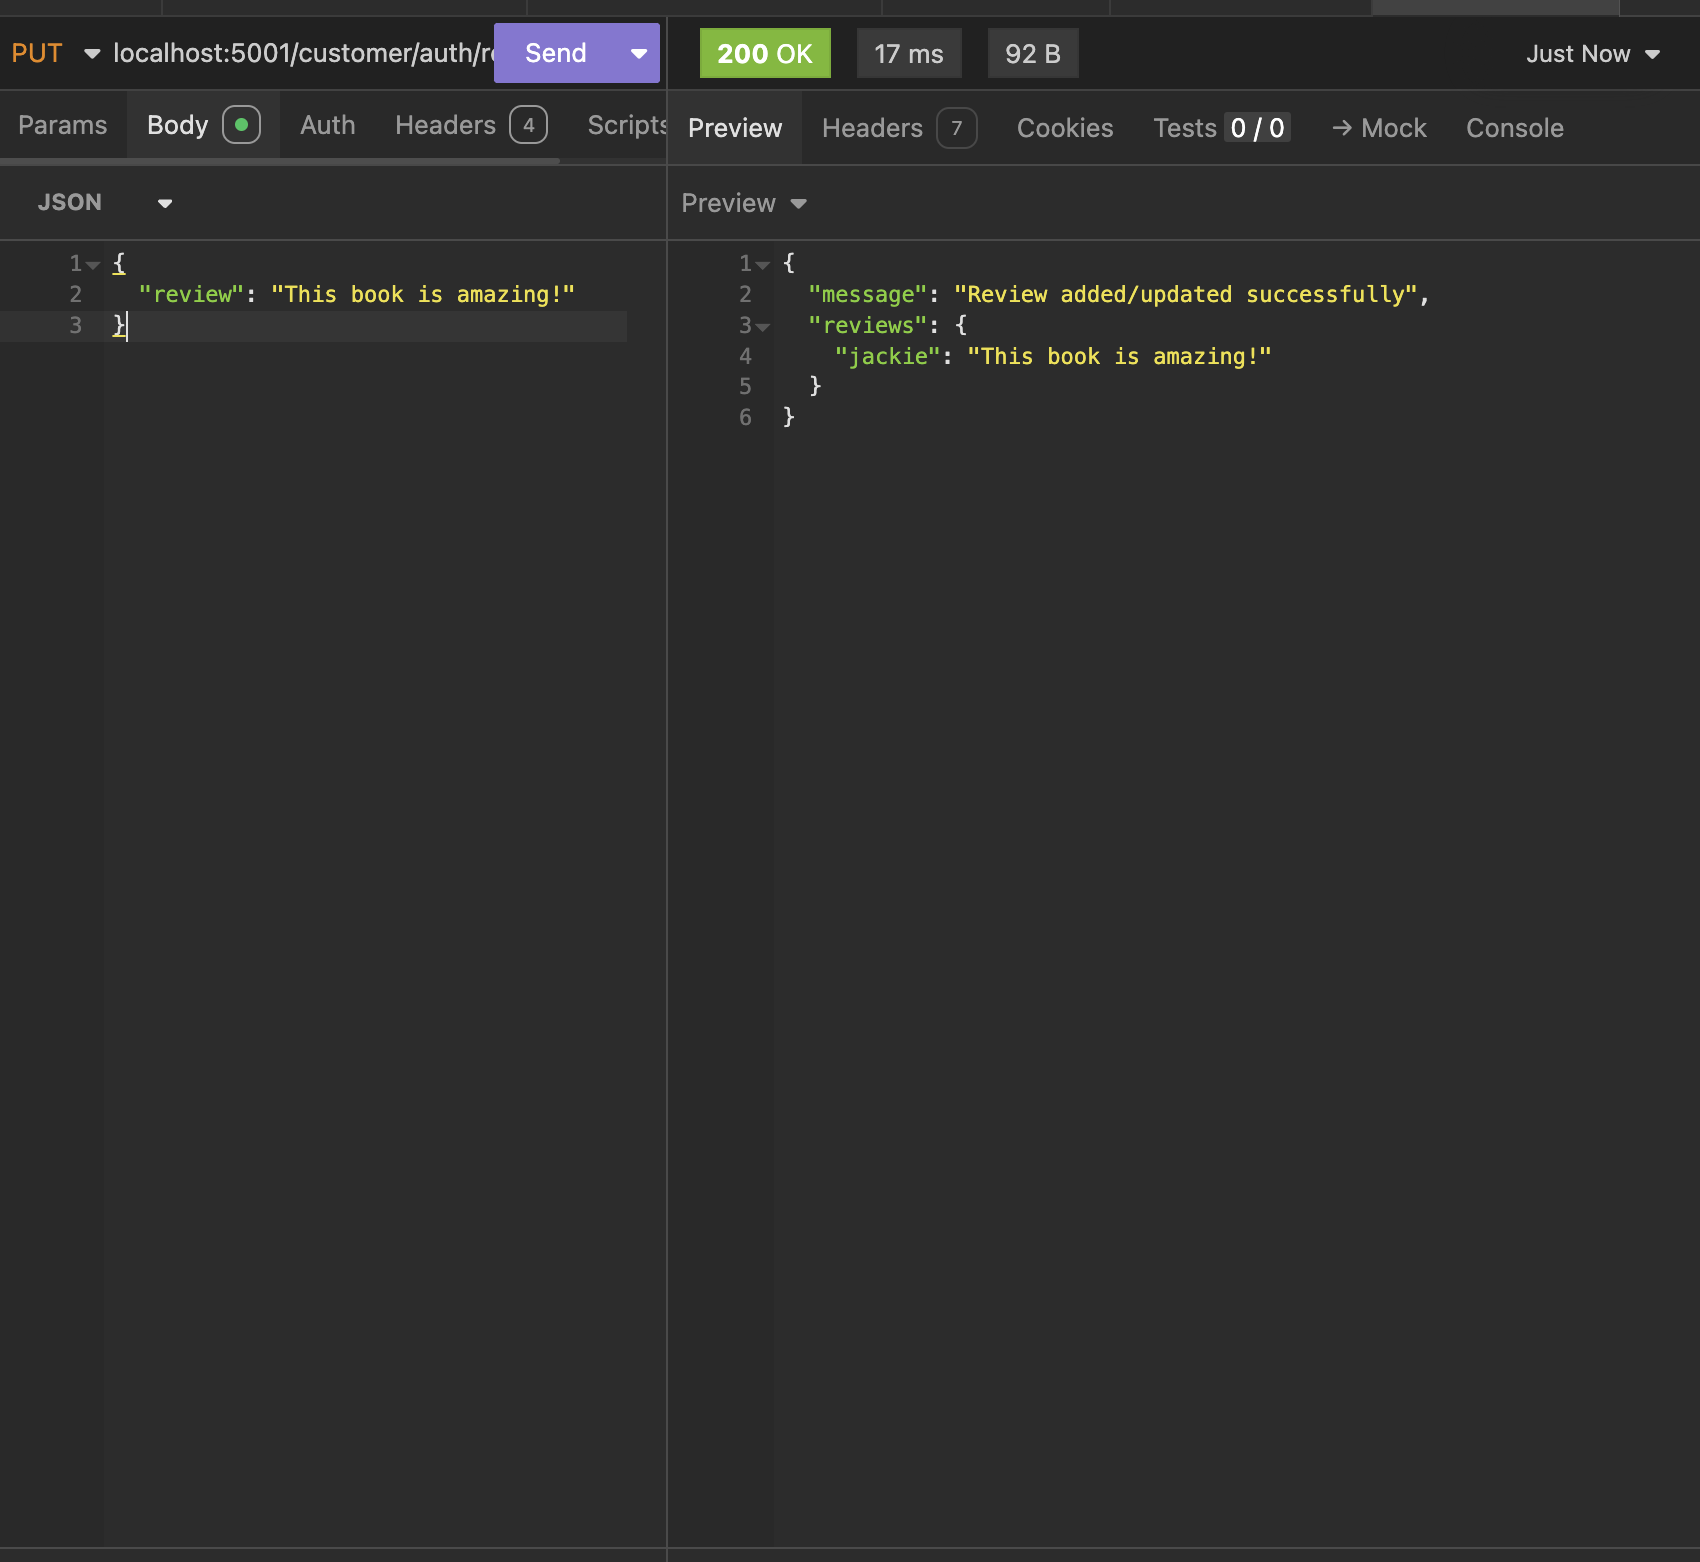 PUT localhost:5001/customer/auth/ Send
200 OK 17 ms 92 B Just Now
Params Body Auth Headers 4 Scripts
Preview Headers 7 Cookies Tests 0 / 0 → Mock Console
JSON
Preview
1 {
2 "review": "This book is amazing!"
3 }
1 {
2 "message": "Review added/updated successfully",
3 "reviews": {
4 "jackie": "This book is amazing!"
5 }
6 }